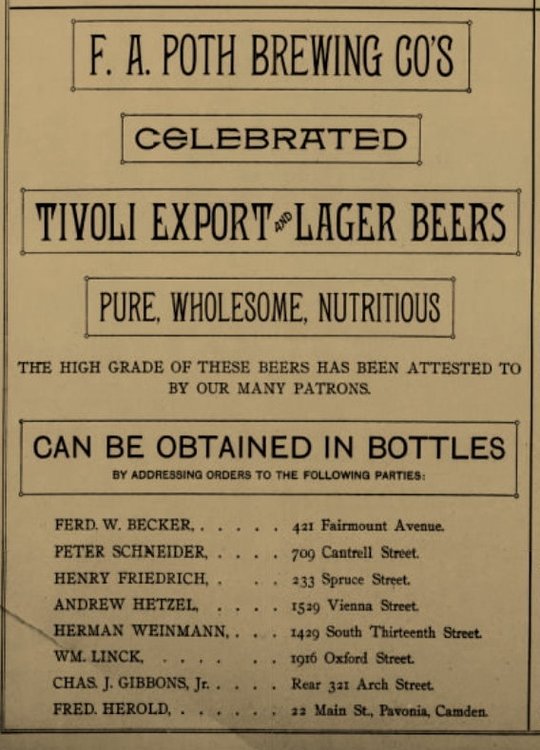 F. A. POTH BREWING CO'S
CELEBRATED
TIVOLI EXPORT AND LAGER BEERS
PURE, WHOLESOME, NUTRITIOUS
THE HIGH GRADE OF THESE BEERS HAS BEEN ATTESTED TO
BY OUR MANY PATRONS.
CAN BE OBTAINED IN BOTTLES
BY ADDRESSING ORDERS TO THE FOLLOWING PARTIES:
FERD. W. BECKER, . . . . . 421 Fairmount Avenue.
PETER SCHNEIDER, . . . . 709 Cantrell Street.
HENRY FRIEDRICH, . . . 233 Spruce Street.
ANDREW HETZEL, . . . . 1529 Vienna Street.
HERMAN WEINMANN, . . . 1429 South Thirteenth Street.
WM. LINCK, . . . . . . 1916 Oxford Street.
CHAS. J. GIBBONS, Jr. . . . . Rear 321 Arch Street.
FRED. HEROLD, . . . . . . 22 Main St., Pavonia, Camden.